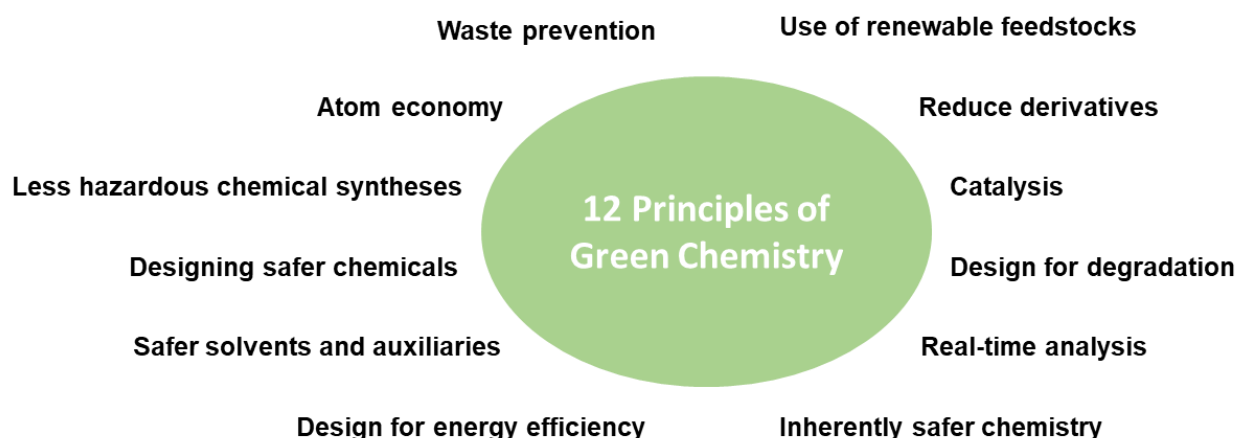 Waste prevention
Use of renewable feedstocks
Atom economy
Reduce derivatives
Less hazardous chemical syntheses
Catalysis
12 Principles of
Green Chemistry
Designing safer chemicals
Design for degradation
Safer solvents and auxiliaries
Real-time analysis
Design for energy efficiency
Inherently safer chemistry